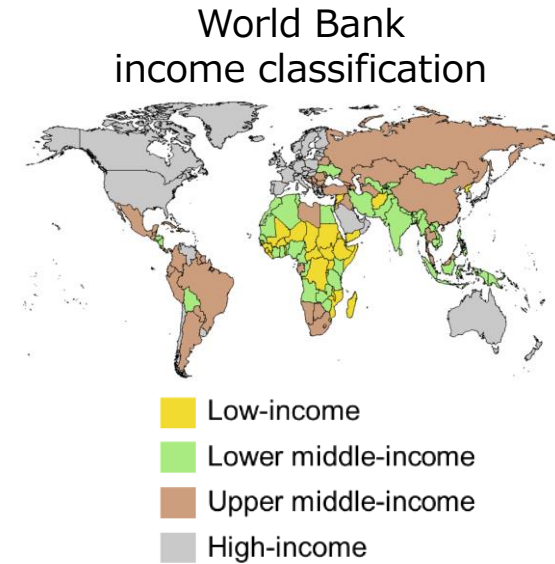 World Bank
income classification
Low-income
Lower middle-income
Upper middle-income
High-income